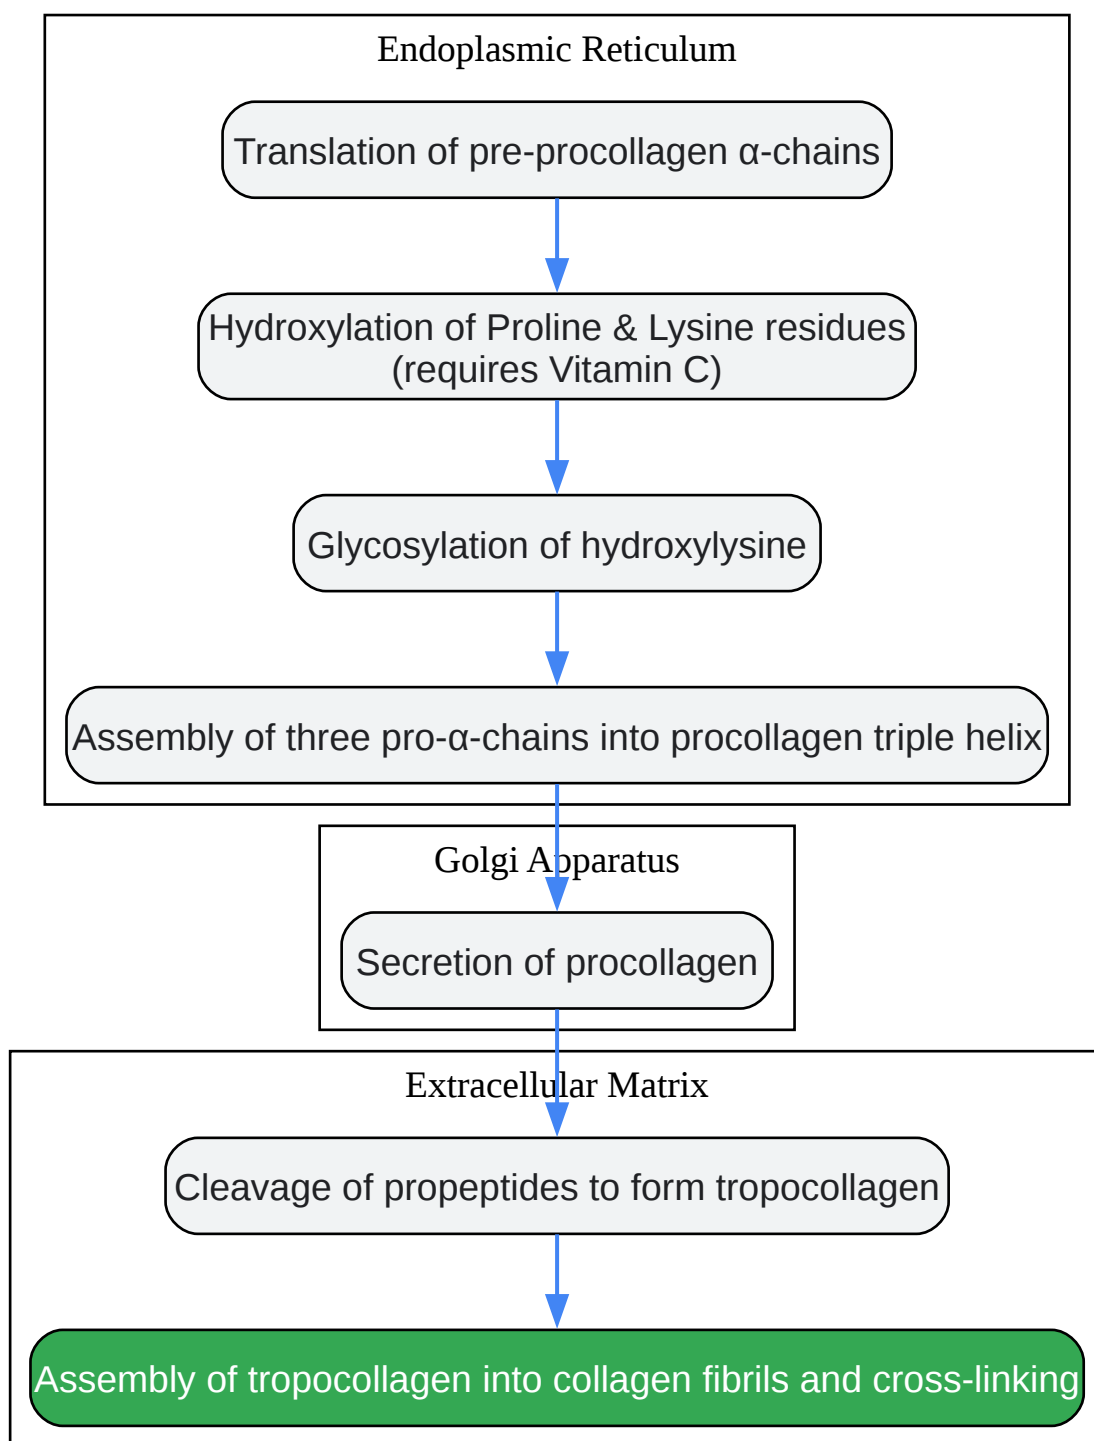 Endoplasmic Reticulum
Translation of pre-procollagen α-chains
Hydroxylation of Proline & Lysine residues
(requires Vitamin C)
Glycosylation of hydroxylysine
Assembly of three pro-α-chains into procollagen triple helix
Golgi Apparatus
Secretion of procollagen
Extracellular Matrix
Cleavage of propeptides to form tropocollagen
Assembly of tropocollagen into collagen fibrils and cross-linking